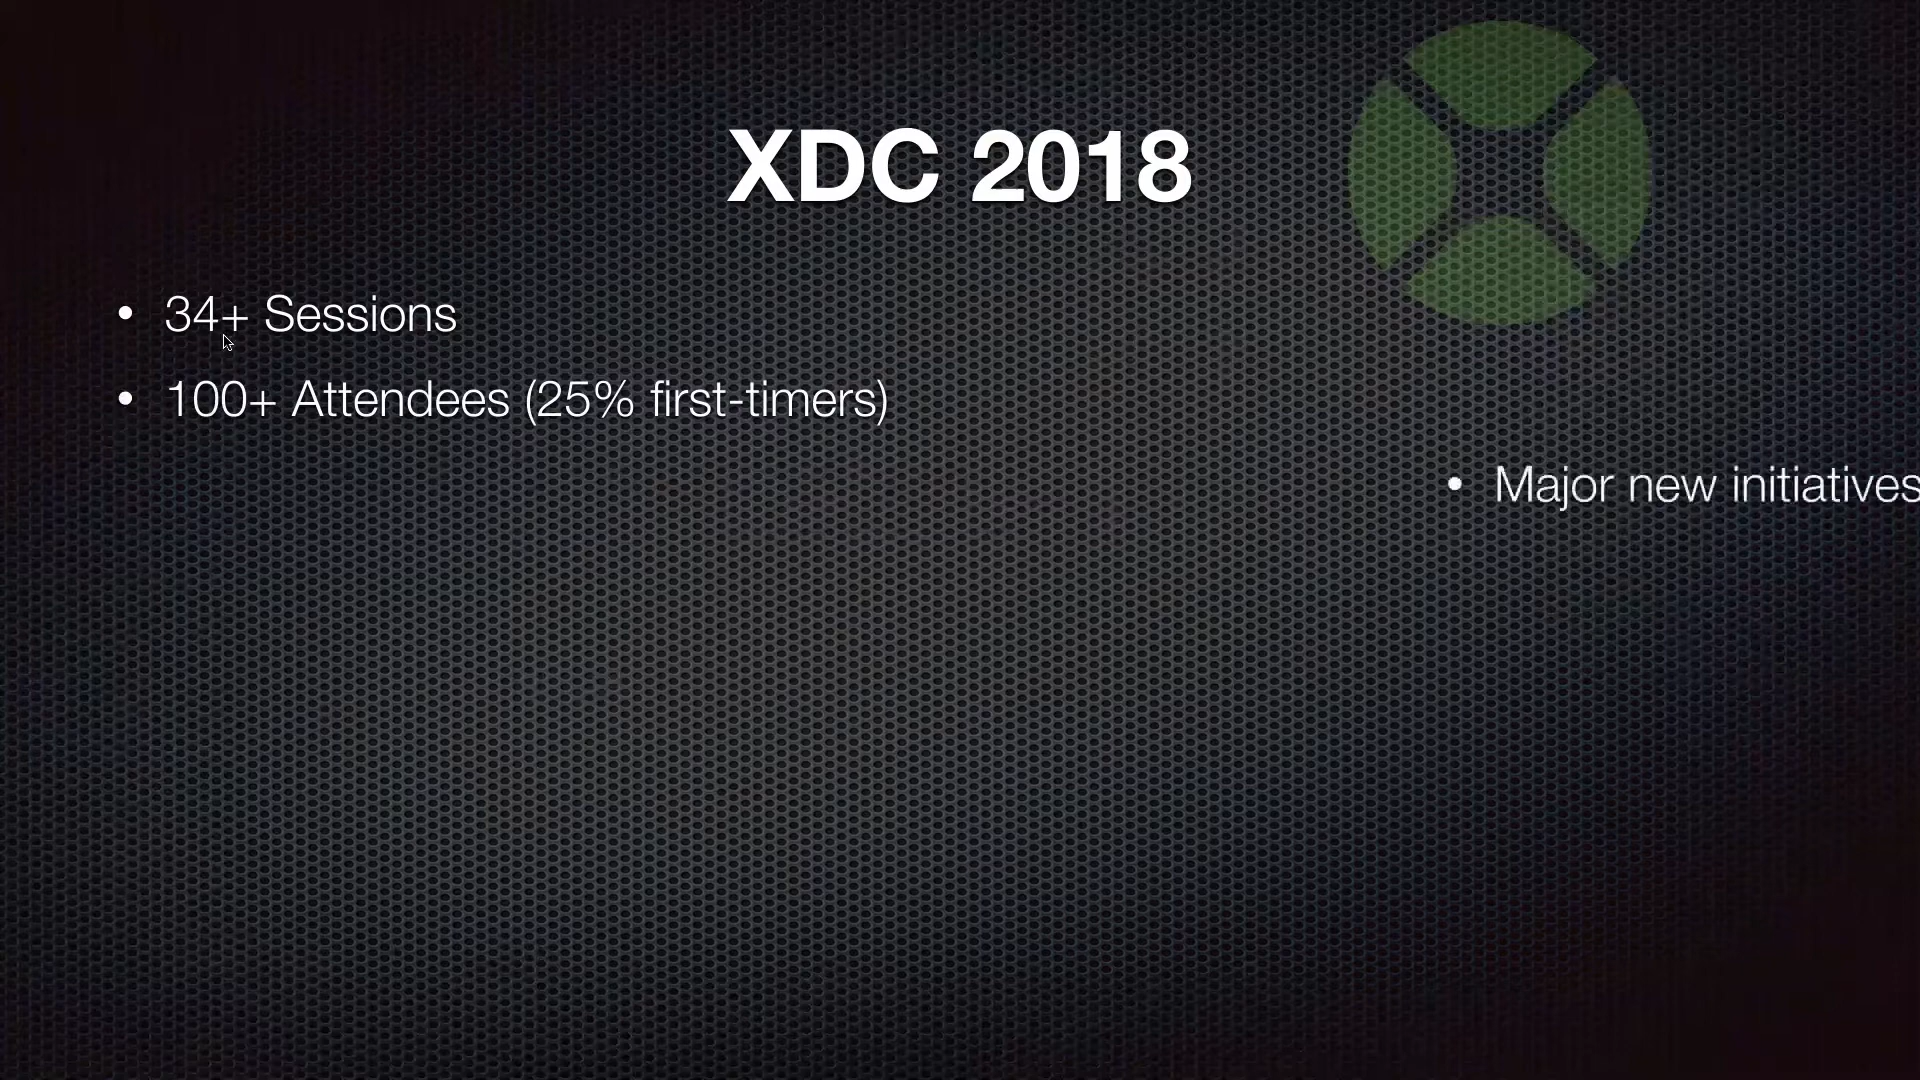 XDC 2018
• 34+ Sessions
• 100+ Attendees (25% first-timers)
• Major new initiatives